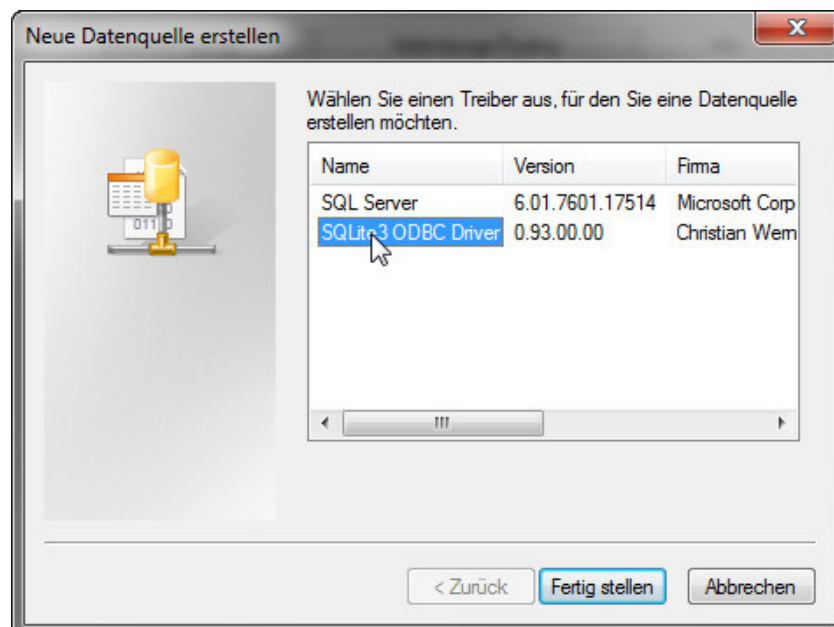 Neue Datenquelle erstellen
Wählen Sie einen Treiber aus, für den Sie eine Datenquelle
erstellen möchten.
Name Version Firma
SQL Server 6.01.7601.17514 Microsoft Corp
SQLite3 ODBC Driver 0.93.00.00 Christian Wern
< Zurück Fertig stellen Abbrechen